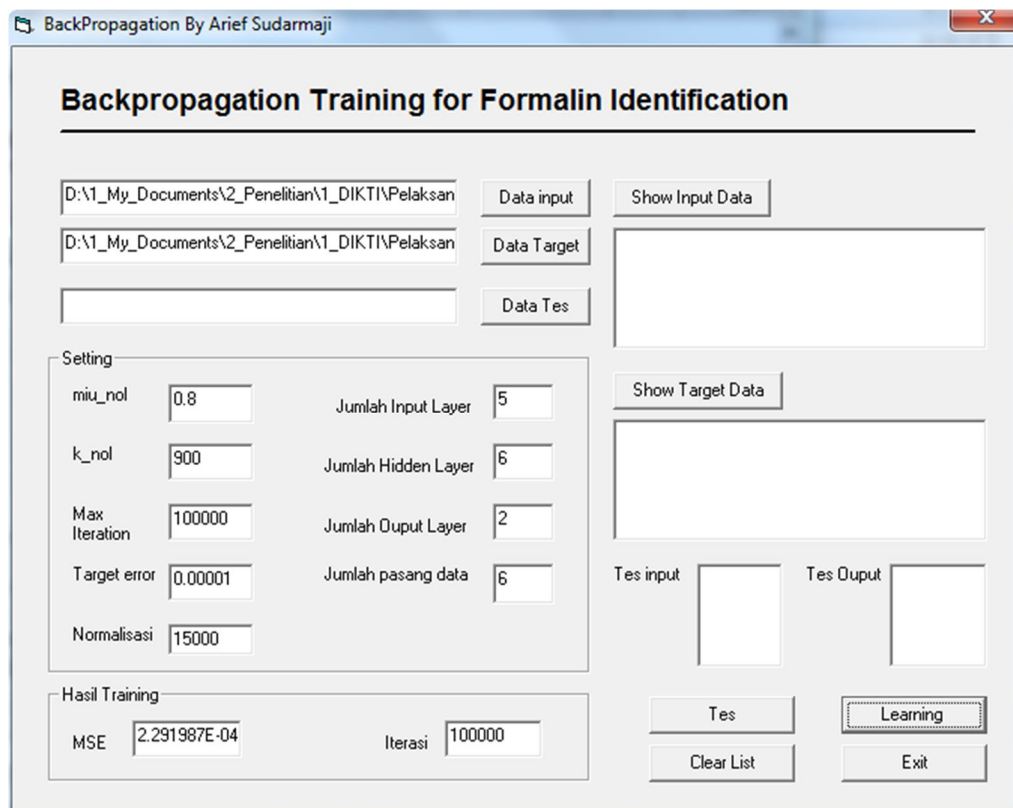 BackPropagation By Arief Sudarmaji
Backpropagation Training for Formalin Identification
D:\1_My_Documents\2_Penelitian\1_DIKTI\Pelaksan
Data input
Show Input Data
D:\1_My_Documents\2_Penelitian\1_DIKTI\Pelaksan
Data Target
Data Tes
Setting
miu_nol 0.8
Jumlah Input Layer 5
k_nol 900
Jumlah Hidden Layer 6
Max
Iteration 100000
Jumlah Ouput Layer 2
Target error 0.00001
Jumlah pasang data 6
Normalisasi 15000
Show Target Data
Tes input
Tes Ouput
Hasil Training
MSE 2.291987E-04
Iterasi 100000
Tes
Learning
Clear List
Exit